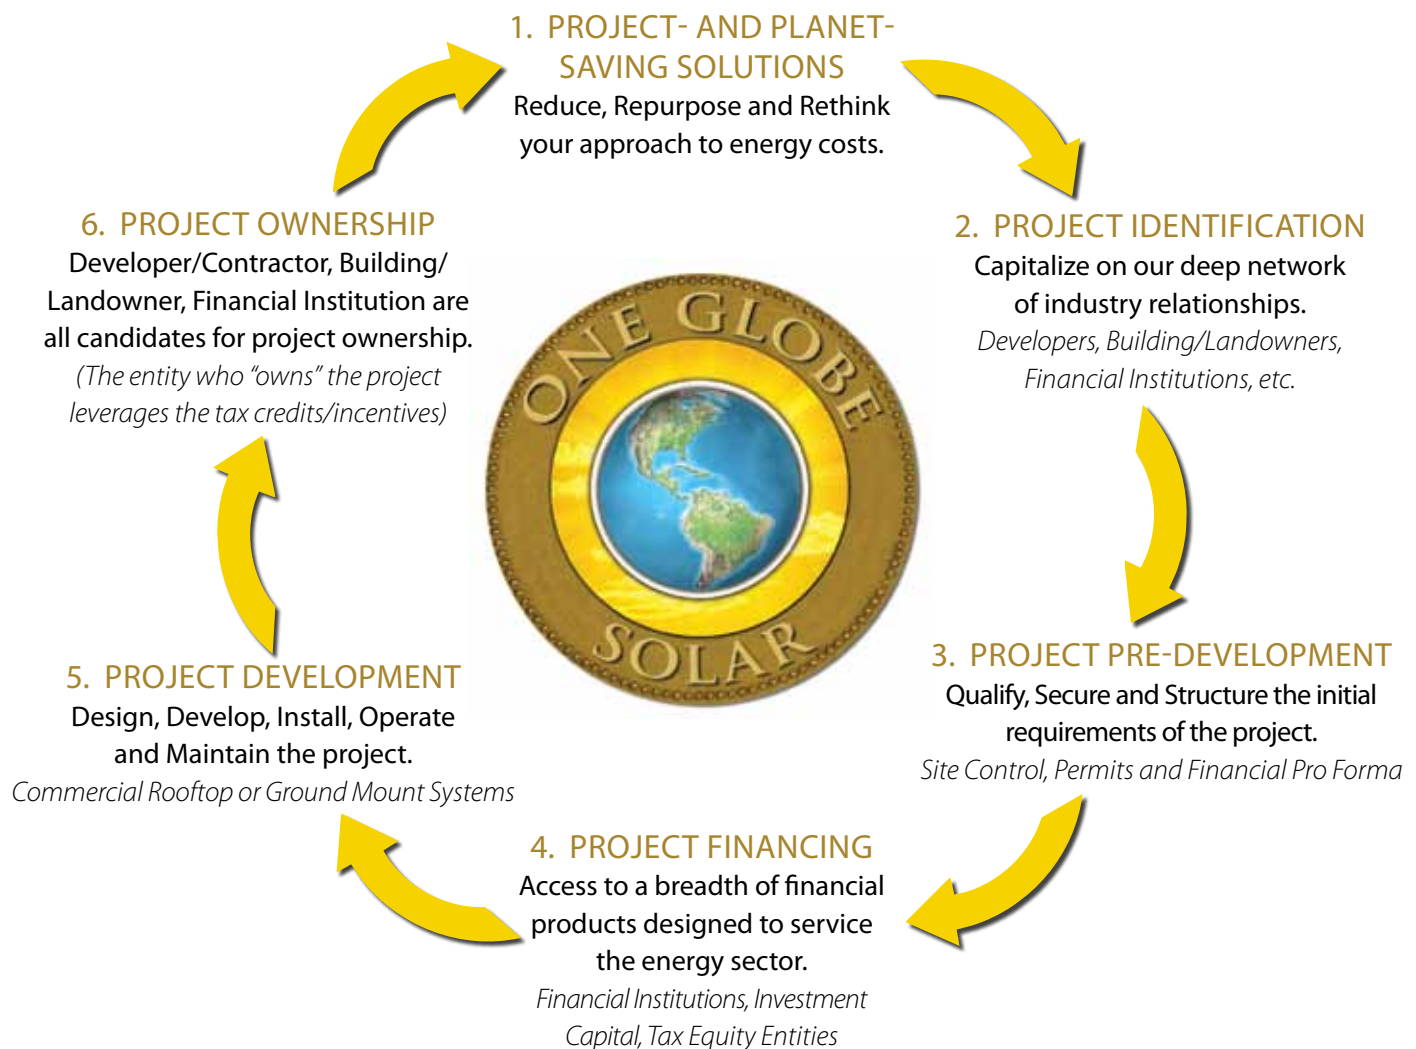 1. PROJECT- AND PLANET-
SAVING SOLUTIONS
Reduce, Repurpose and Rethink
your approach to energy costs.
2. PROJECT IDENTIFICATION
Capitalize on our deep network
of industry relationships.
Developers, Building/Landowners,
Financial Institutions, etc.
3. PROJECT PRE-DEVELOPMENT
Qualify, Secure and Structure the initial
requirements of the project.
Site Control, Permits and Financial Pro Forma
4. PROJECT FINANCING
Access to a breadth of financial
products designed to service
the energy sector.
Financial Institutions, Investment
Capital, Tax Equity Entities
5. PROJECT DEVELOPMENT
Design, Develop, Install, Operate
and Maintain the project.
Commercial Rooftop or Ground Mount Systems
6. PROJECT OWNERSHIP
Developer/Contractor, Building/
Landowner, Financial Institution are
all candidates for project ownership.
(The entity who “owns” the project
leverages the tax credits/incentives)
ONE GLOBE
SOLAR